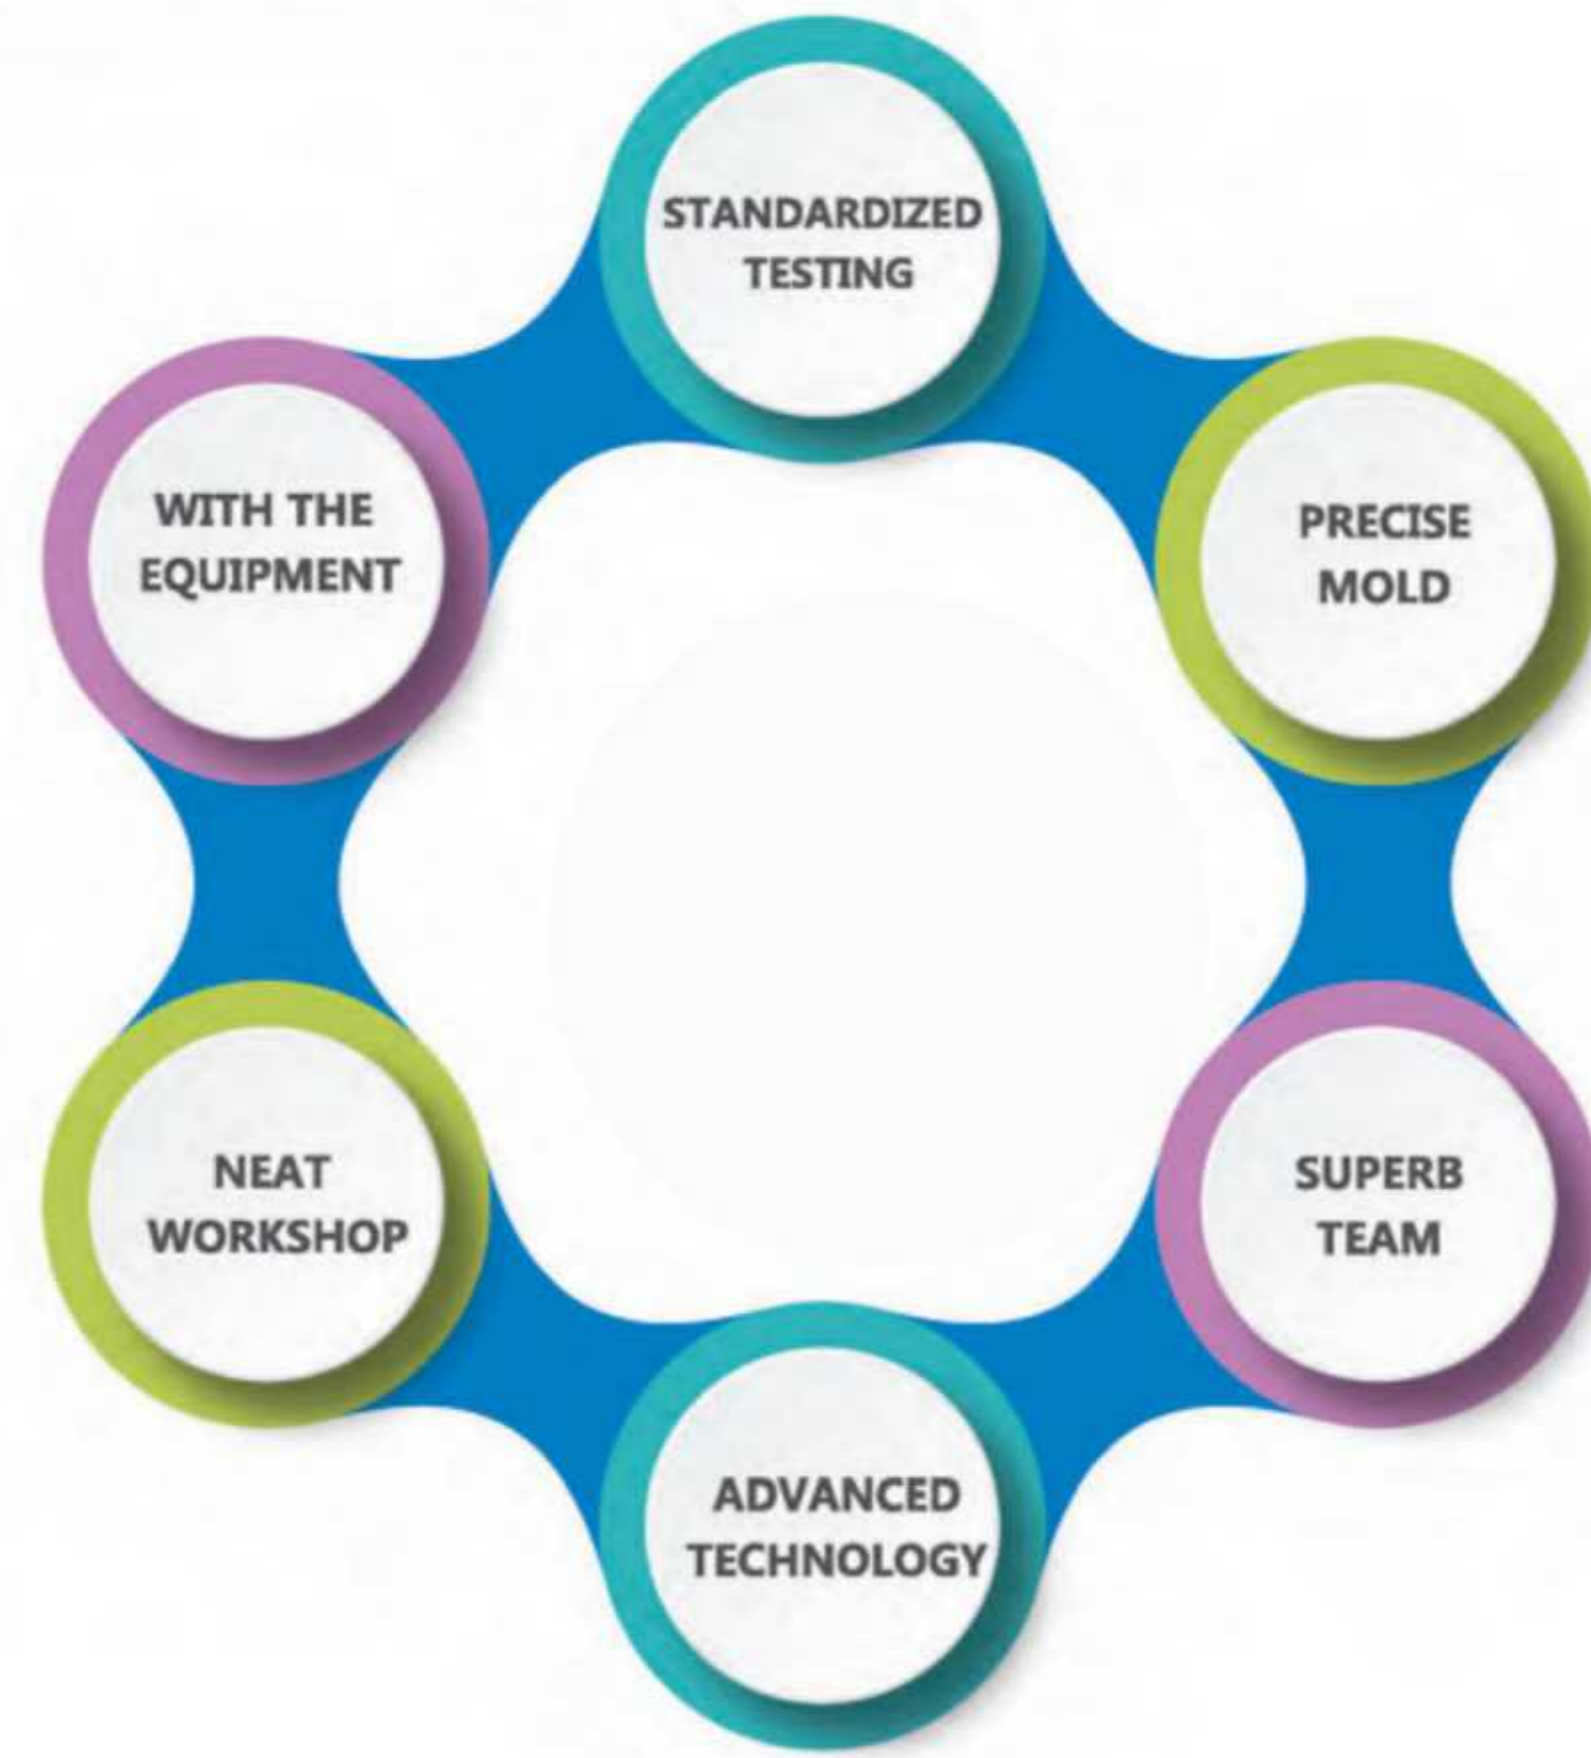 STANDARDIZED
TESTING
WITH THE
EQUIPMENT
PRECISE
MOLD
NEAT
WORKSHOP
SUPERB
TEAM
ADVANCED
TECHNOLOGY